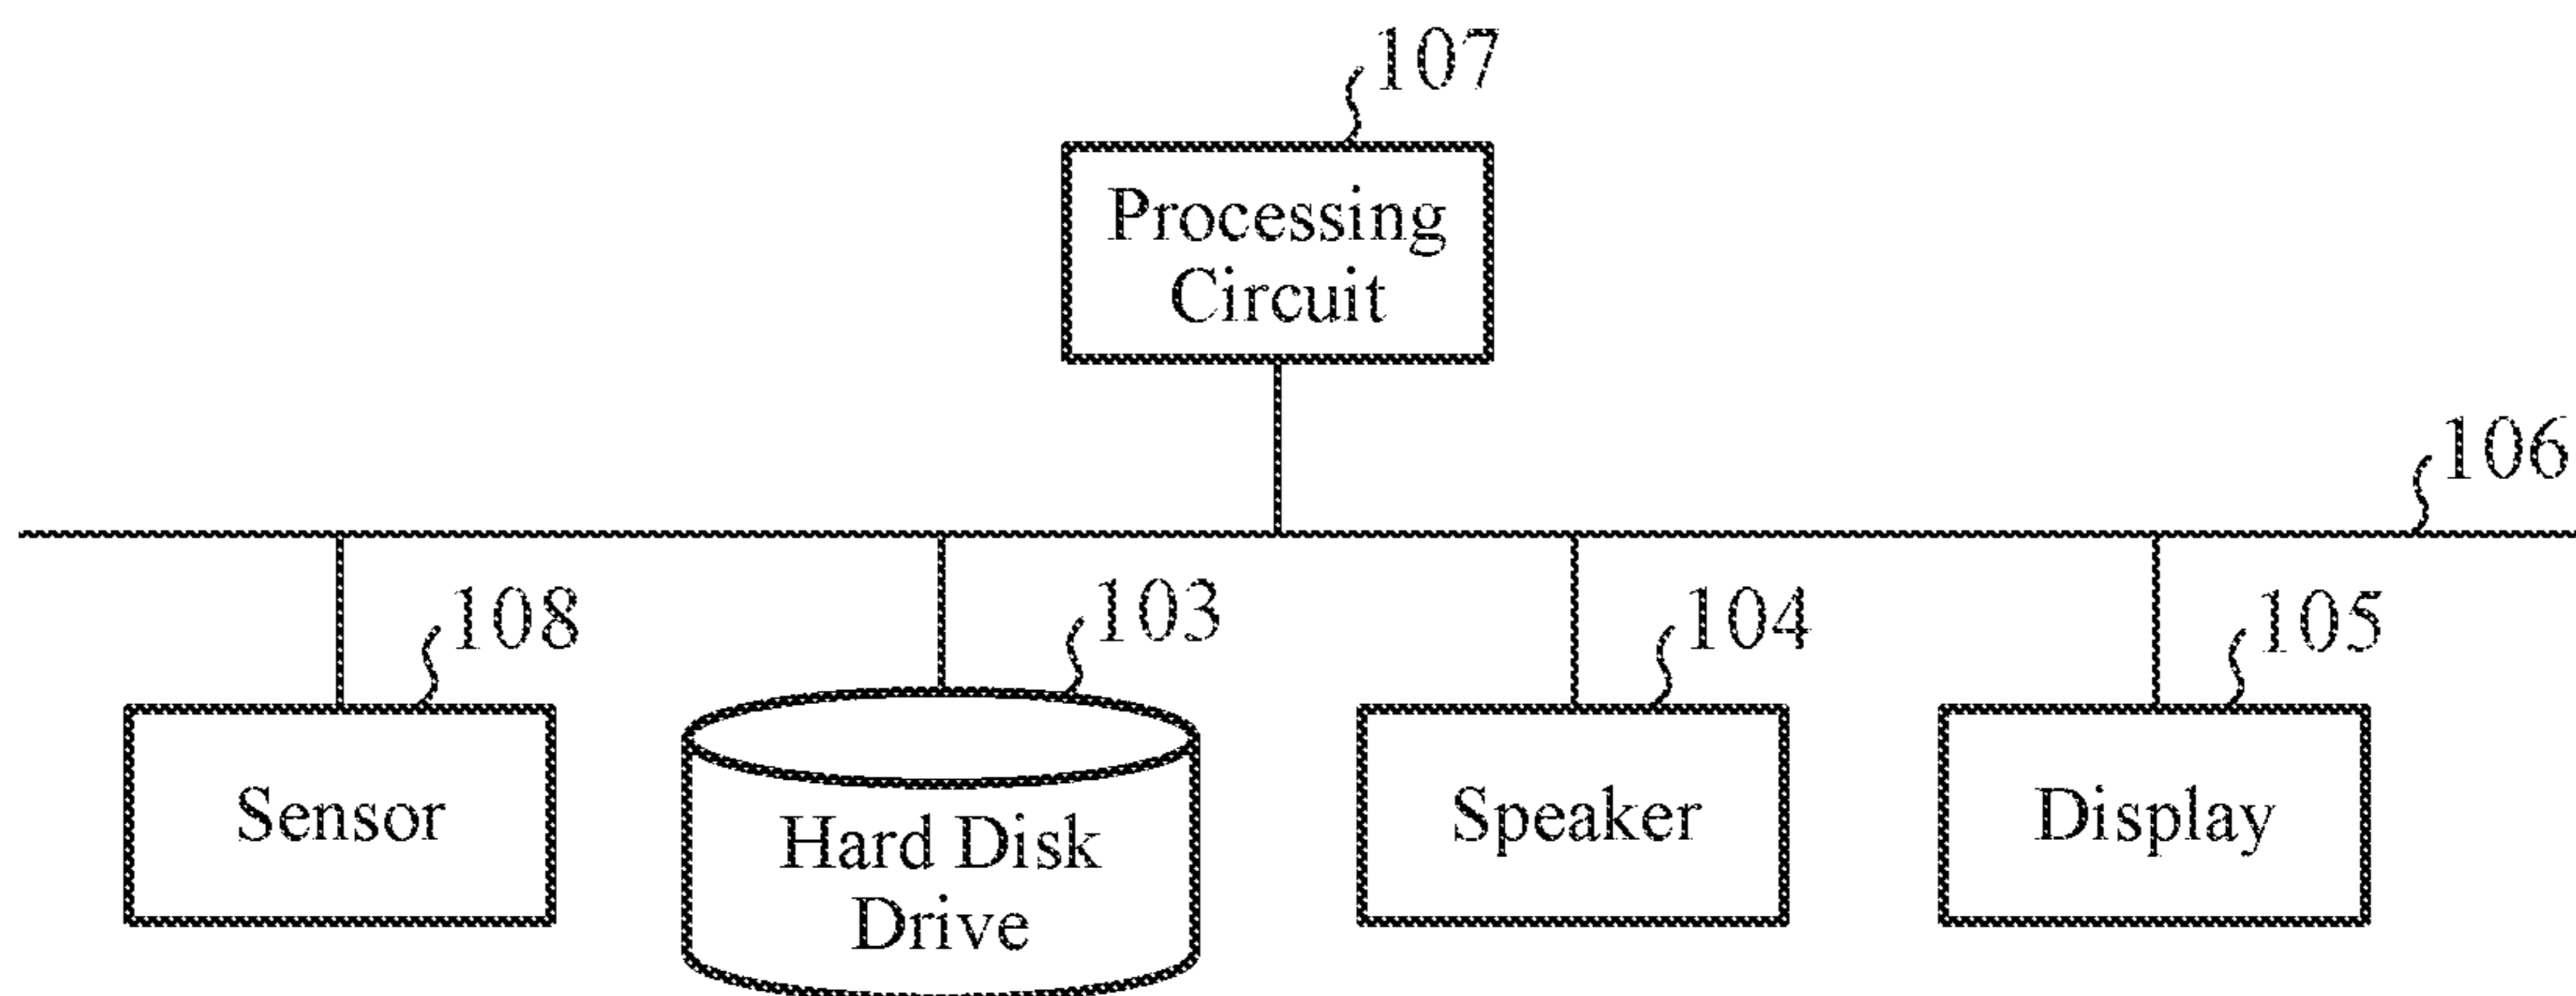 107
Processing
Circuit
106
108
103
104
105
Sensor
Hard Disk
Drive
Speaker
Display